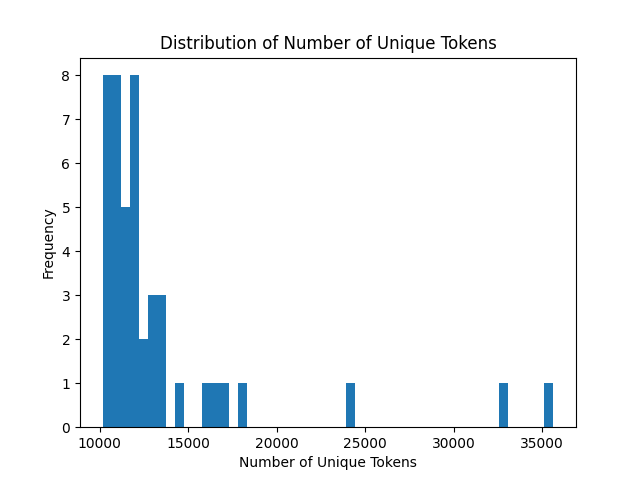 Distribution of Number of Unique Tokens
8
7
6
5
4
3
2
1
0
Frequency
10000 15000 20000 25000 30000 35000
Number of Unique Tokens